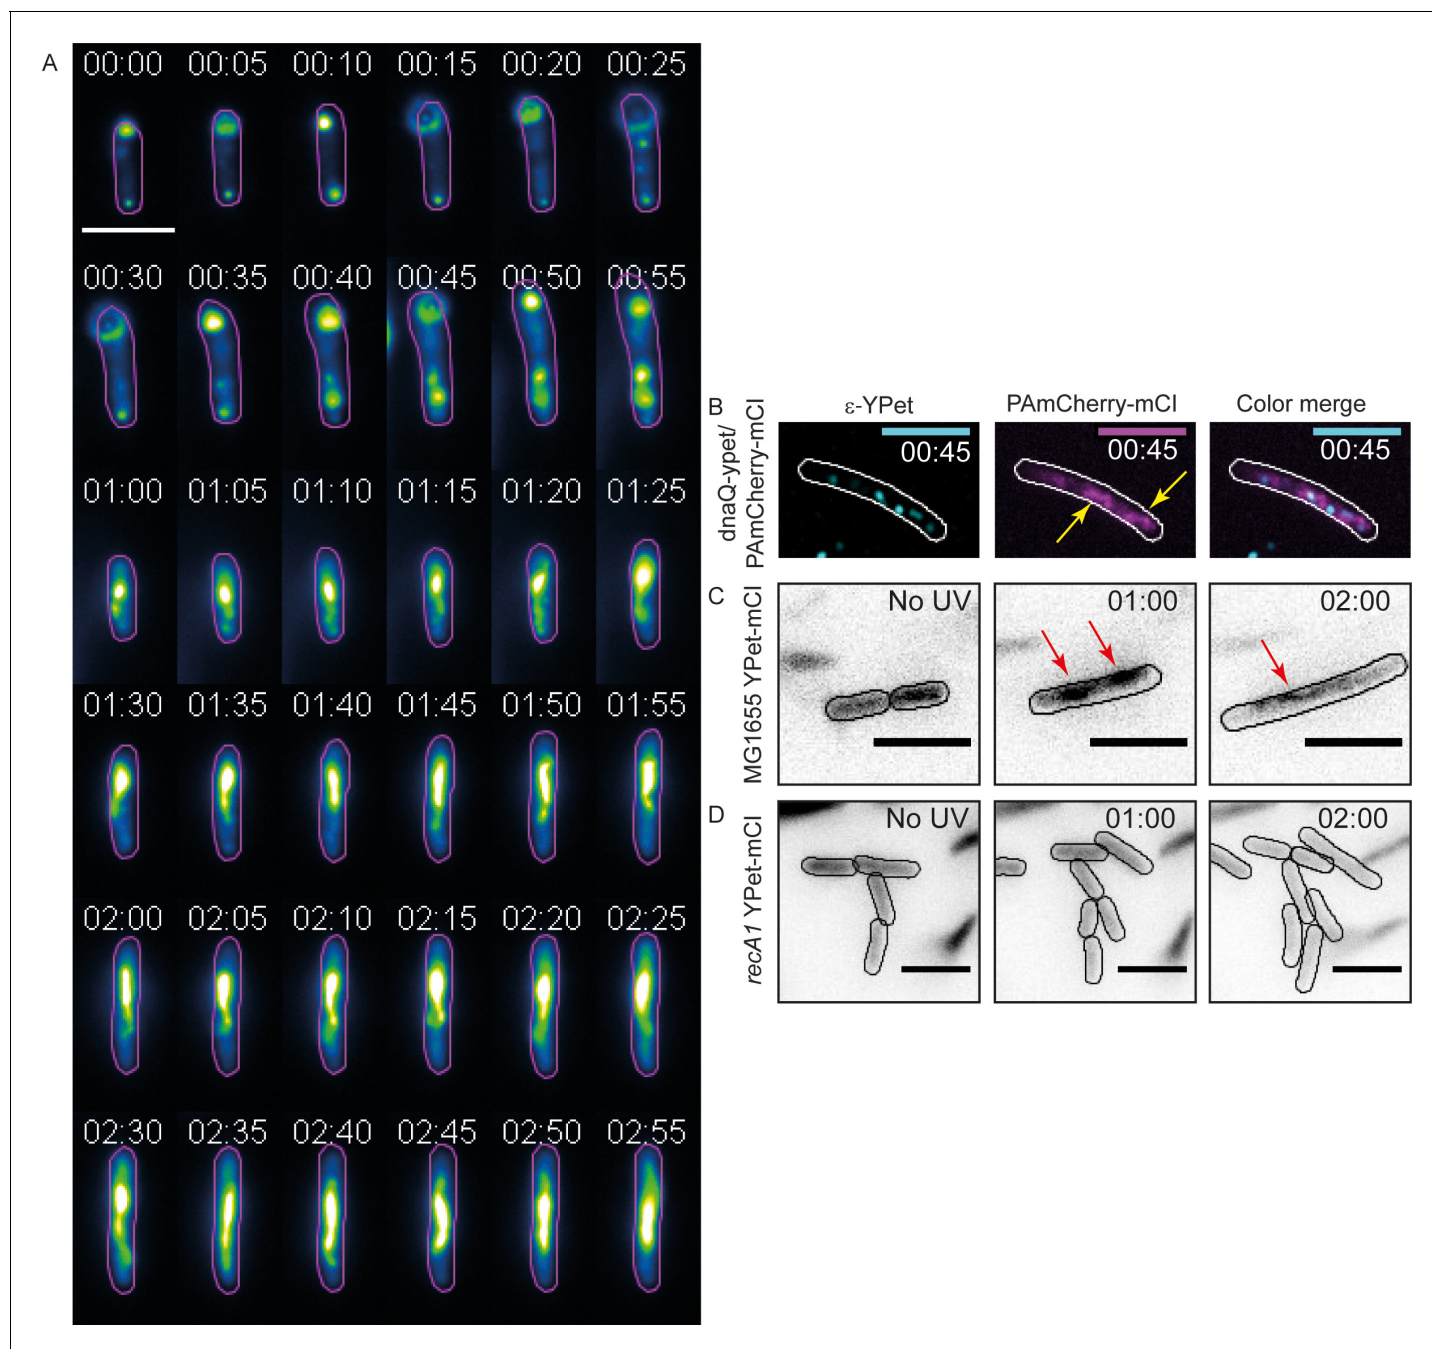 A
00:00 00:05 00:10 00:15 00:20 00:25
00:30 00:35 00:40 00:45 00:50 00:55
01:00 01:05 01:10 01:15 01:20 01:25
01:30 01:35 01:40 01:45 01:50 01:55
02:00 02:05 02:10 02:15 02:20 02:25
02:30 02:35 02:40 02:45 02:50 02:55
B
ε-YPet PAmCherry-mCI Color merge
dnaQ-ypet/
PAmCherry-mCI
00:45 00:45 00:45
C
MG1655 YPet-mCI
No UV 01:00 02:00
D
recA1 YPet-mCI
No UV 01:00 02:00